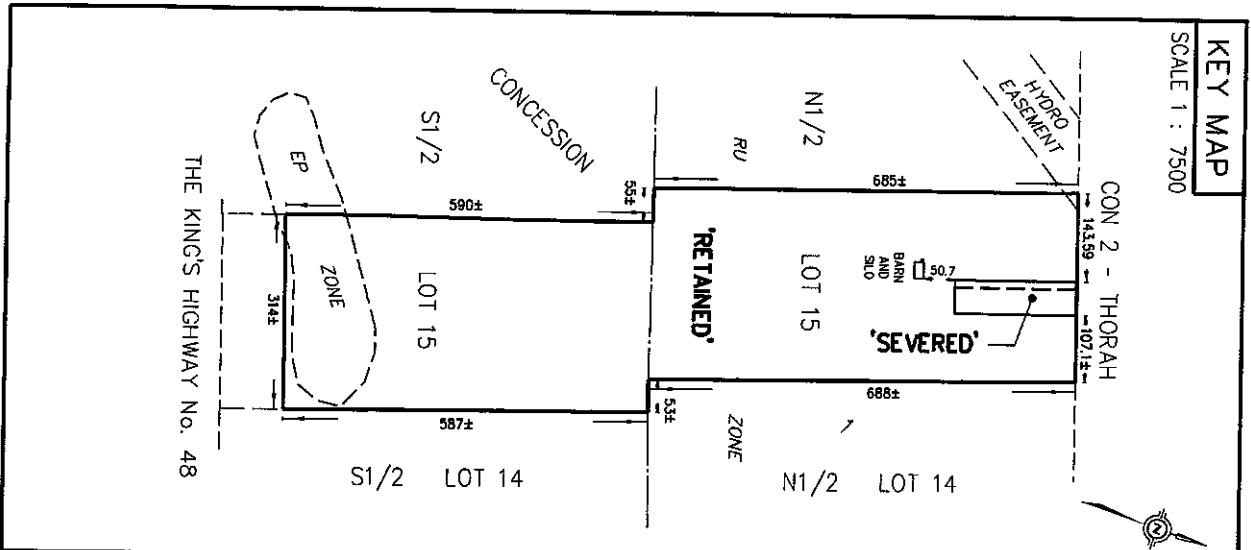 KEY MAP
SCALE 1 : 7500
HYDRO
EASEMENT
CON 2 - THORAH
N1/2
RU
CONCESSION
S1/2
685±
143.59
55±
590±
BARN
AND
SILO
50.7
LOT 15
'RETAINED'
'SEVERED'
107.1±
EP
ZONE
LOT 15
314±
688±
53±
587±
ZONE
THE KING'S HIGHWAY No. 48
S1/2 LOT 14
N1/2 LOT 14
N